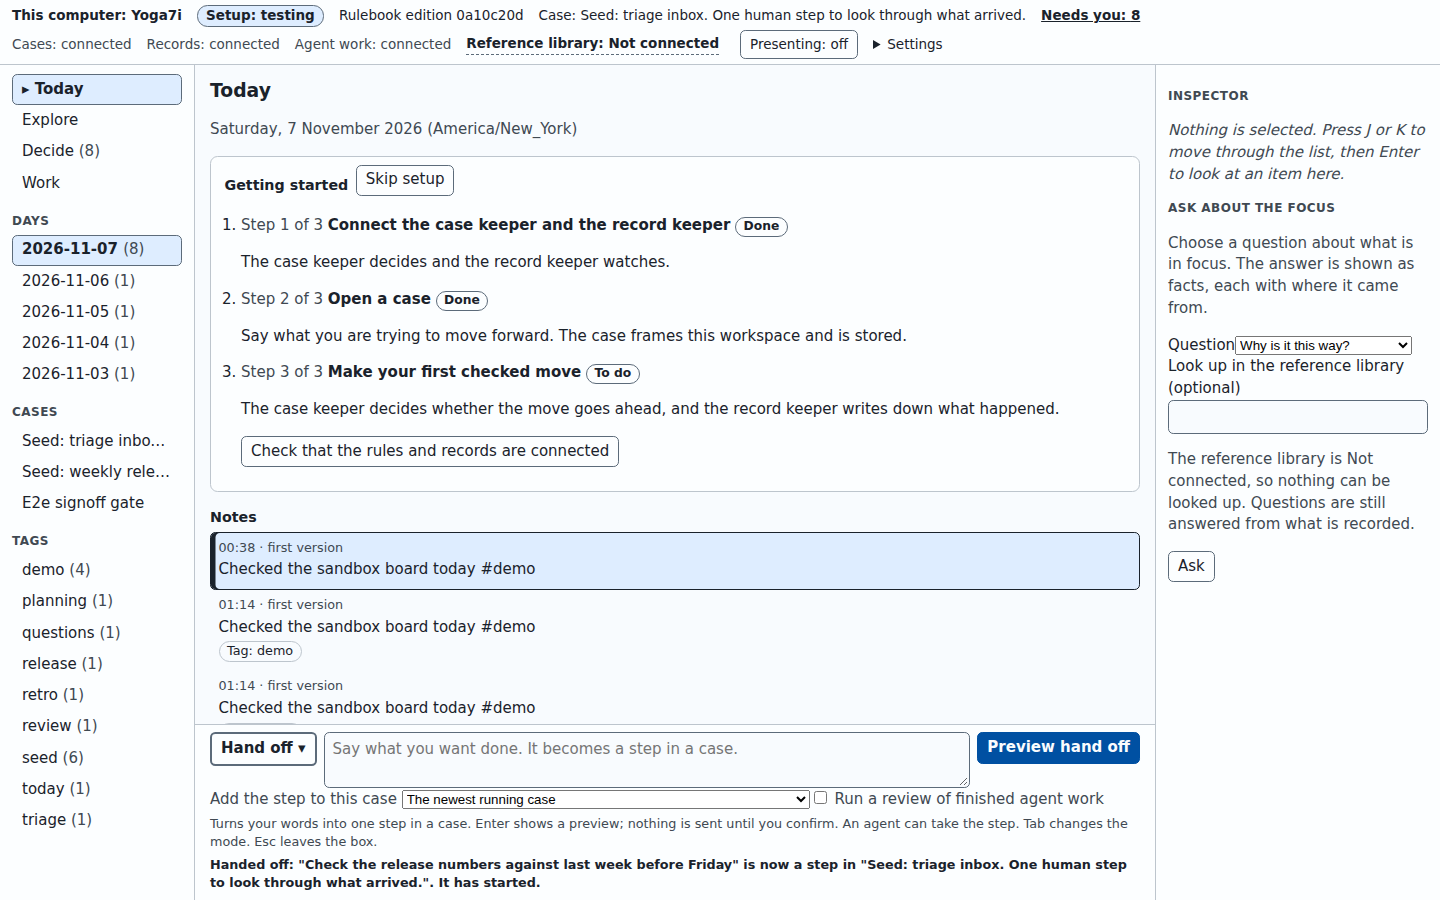 This computer: Yoga7i Setup: testing Rulebook edition 0a10c20d Case: Seed: triage inbox. One human step to look through what arrived. Needs you: 8
Cases: connected Records: connected Agent work: connected Reference library: Not connected Presenting: off ▶ Settings
▸ Today
Explore
Decide (8)
Work
DAYS
2026-11-07 (8)
2026-11-06 (1)
2026-11-05 (1)
2026-11-04 (1)
2026-11-03 (1)
CASES
Seed: triage inbo…
Seed: weekly rele…
E2e signoff gate
TAGS
demo (4)
planning (1)
questions (1)
release (1)
retro (1)
review (1)
seed (6)
today (1)
triage (1)
Today
Saturday, 7 November 2026 (America/New_York)
Getting started Skip setup
1. Step 1 of 3 Connect the case keeper and the record keeper Done
The case keeper decides and the record keeper watches.
2. Step 2 of 3 Open a case Done
Say what you are trying to move forward. The case frames this workspace and is stored.
3. Step 3 of 3 Make your first checked move To do
The case keeper decides whether the move goes ahead, and the record keeper writes down what happened.
Check that the rules and records are connected
Notes
00:38 · first version
Checked the sandbox board today #demo
01:14 · first version
Checked the sandbox board today #demo
Tag: demo
01:14 · first version
Checked the sandbox board today #demo
Hand off ▾ Say what you want done. It becomes a step in a case. Preview hand off
Add the step to this case The newest running case Run a review of finished agent work
Turns your words into one step in a case. Enter shows a preview; nothing is sent until you confirm. An agent can take the step. Tab changes the
mode. Esc leaves the box.
Handed off: "Check the release numbers against last week before Friday" is now a step in "Seed: triage inbox. One human step
to look through what arrived.". It has started.
INSPECTOR
Nothing is selected. Press J or K to
move through the list, then Enter
to look at an item here.
ASK ABOUT THE FOCUS
Choose a question about what is
in focus. The answer is shown as
facts, each with where it came
from.
Question Why is it this way?
Look up in the reference library
(optional)
The reference library is Not
connected, so nothing can be
looked up. Questions are still
answered from what is recorded.
Ask